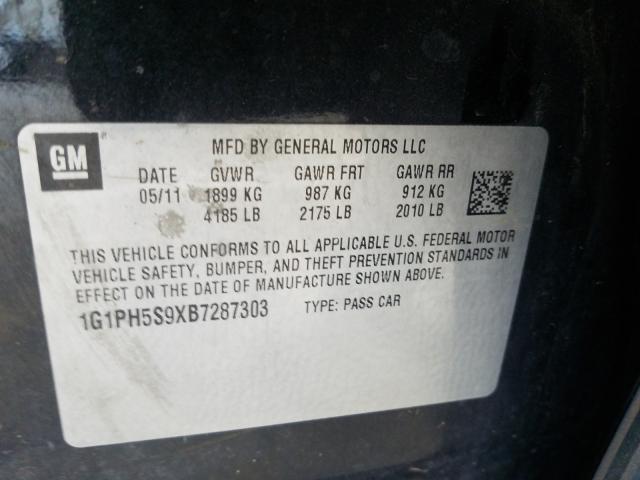 GM
MFD BY GENERAL MOTORS LLC
DATE GVWR GAWR FRT GAWR RR
05/11 1899 KG 987 KG 912 KG
4185 LB 2175 LB 2010 LB
THIS VEHICLE CONFORMS TO ALL APPLICABLE U.S. FEDERAL MOTOR
VEHICLE SAFETY, BUMPER, AND THEFT PREVENTION STANDARDS IN
EFFECT ON THE DATE OF MANUFACTURE SHOWN ABOVE.
1G1PH5S9XB7287303 TYPE: PASS CAR